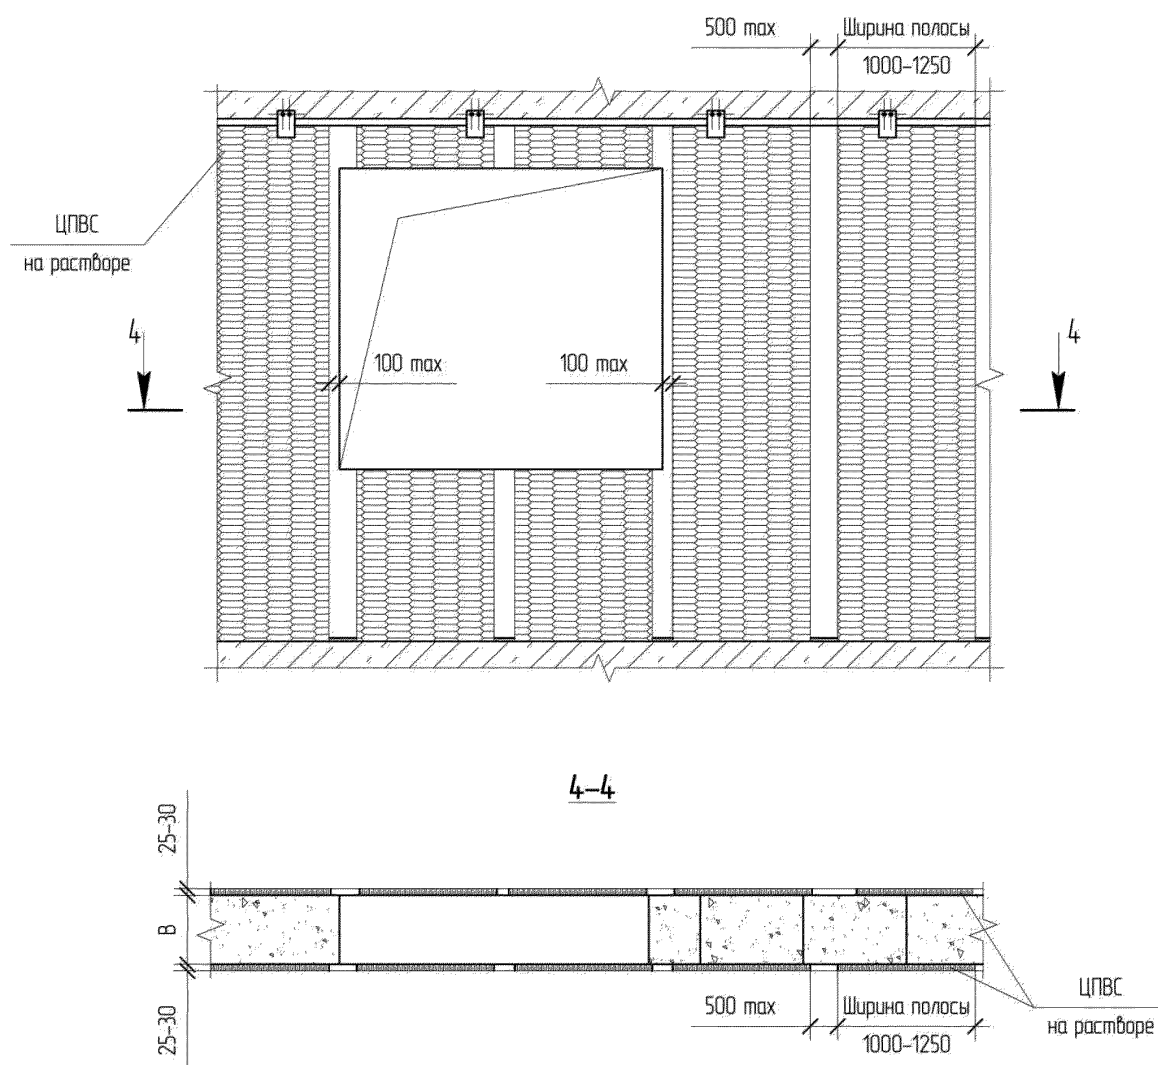 500 max
Ширина полосы
1000-1250
ЦПВС
на растворе
4
4
100 max
100 max
4-4
25-30
В
25-30
500 max
Ширина полосы
1000-1250
ЦПВС
на растворе